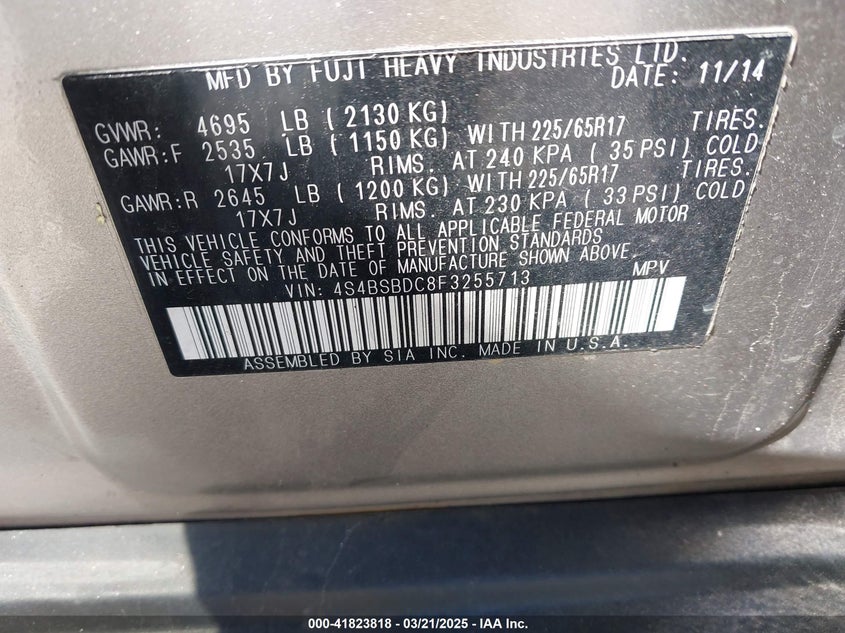 MFD BY FUJI HEAVY INDUSTRIES LTD.
DATE: 11/14
GVWR: 4695 LB ( 2130 KG)
GAWR:F 2535 LB ( 1150 KG) WITH 225/65R17 TIRES.
17X7J RIMS. AT 240 KPA ( 35 PSI) COLD
GAWR:R 2645 LB ( 1200 KG) WITH 225/65R17 TIRES.
17X7J RIMS. AT 230 KPA ( 33 PSI) COLD
THIS VEHICLE CONFORMS TO ALL APPLICABLE FEDERAL MOTOR
VEHICLE SAFETY AND THEFT PREVENTION STANDARDS
IN EFFECT ON THE DATE OF MANUFACTURE SHOWN ABOVE.
VIN: 4S4BSBDC8F3255713 MPV
ASSEMBLED BY SIA INC. MADE IN U.S.A
000-41823818 - 03/21/2025 - IAA Inc.